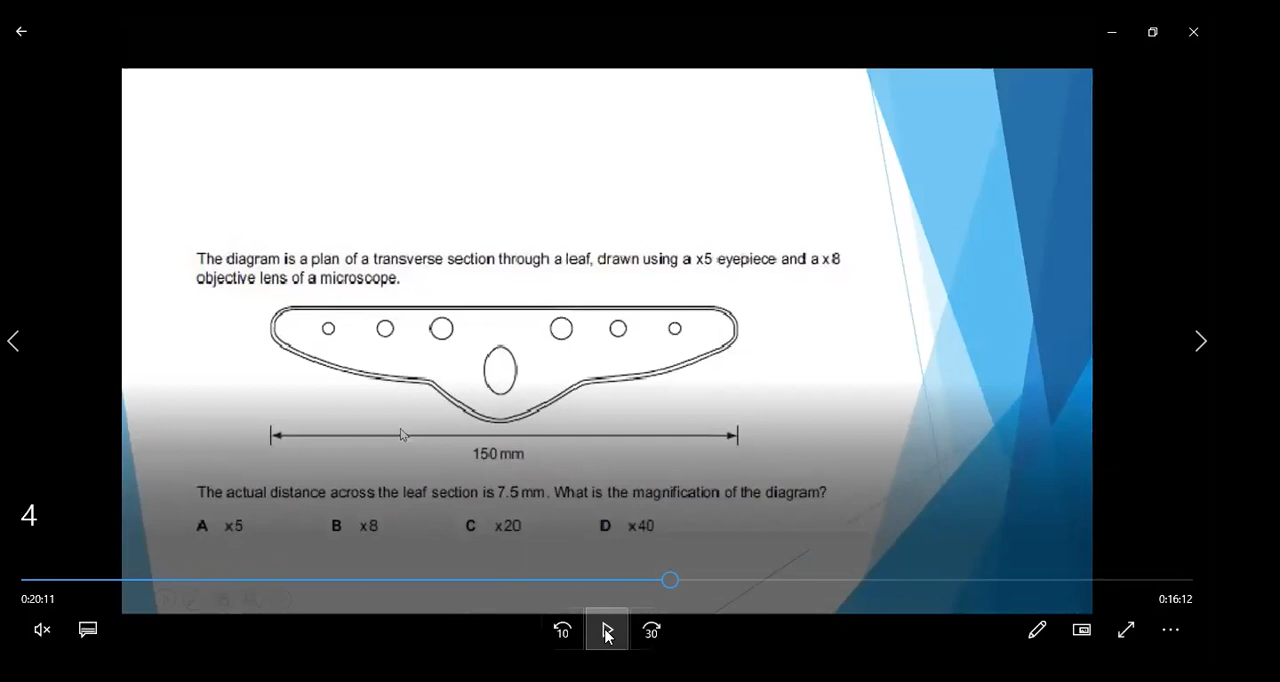 The diagram is a plan of a transverse section through a leaf, drawn using a x5 eyepiece and a x8
objective lens of a microscope.
150 mm
The actual distance across the leaf section is 7.5 mm. What is the magnification of the diagram?
A x5 B x8 C x20 D x40
4
0:20:11 0:16:12
10 30